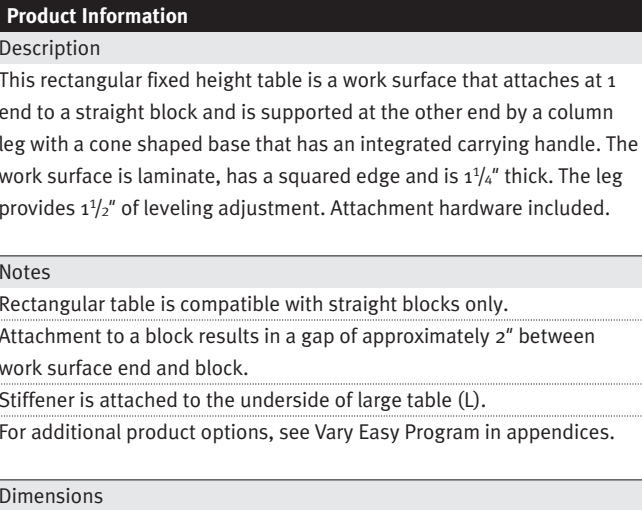 Product Information
Description
This rectangular fixed height table is a work surface that attaches at 1
end to a straight block and is supported at the other end by a column
leg with a cone shaped base that has an integrated carrying handle. The
work surface is laminate, has a squared edge and is 1 1/4" thick. The leg
provides 1 1/2" of leveling adjustment. Attachment hardware included.
Notes
Rectangular table is compatible with straight blocks only.
Attachment to a block results in a gap of approximately 2" between
work surface end and block.
Stiffener is attached to the underside of large table (L).
For additional product options, see Vary Easy Program in appendices.
Dimensions